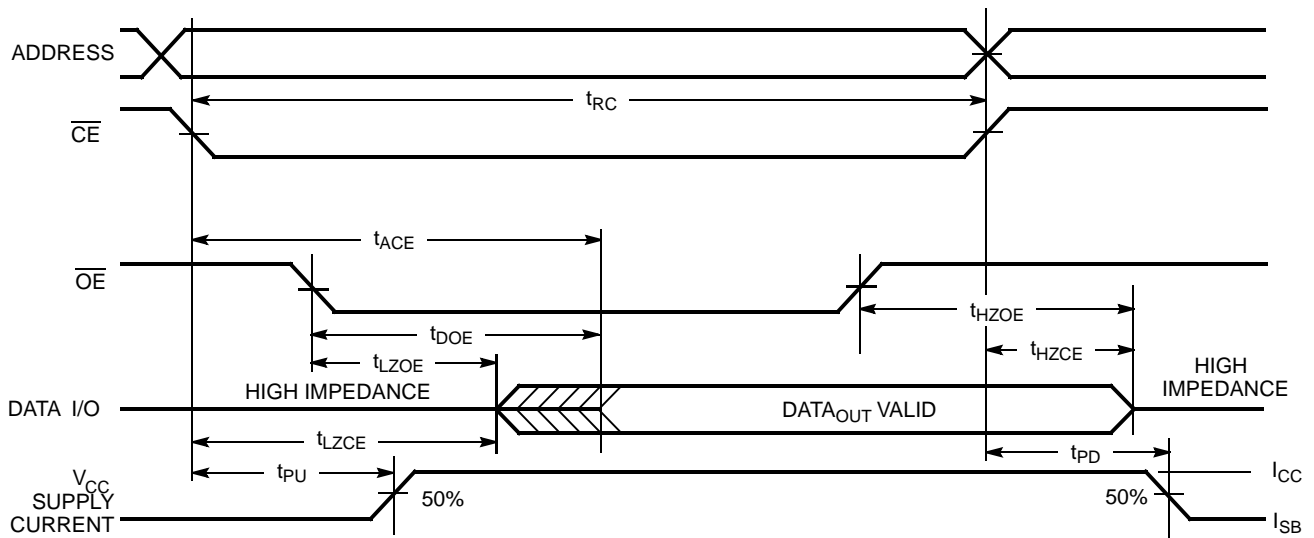 ADDRESS
tRC
CE
tACE
OE
tHZOE
tDOE
tLZOE
tHZCE
HIGH IMPEDANCE
HIGH
IMPEDANCE
DATA I/O
DATAOUT VALID
tLZCE
tPU
tPD
VCC
SUPPLY
CURRENT
50%
50%
ICC
ISB